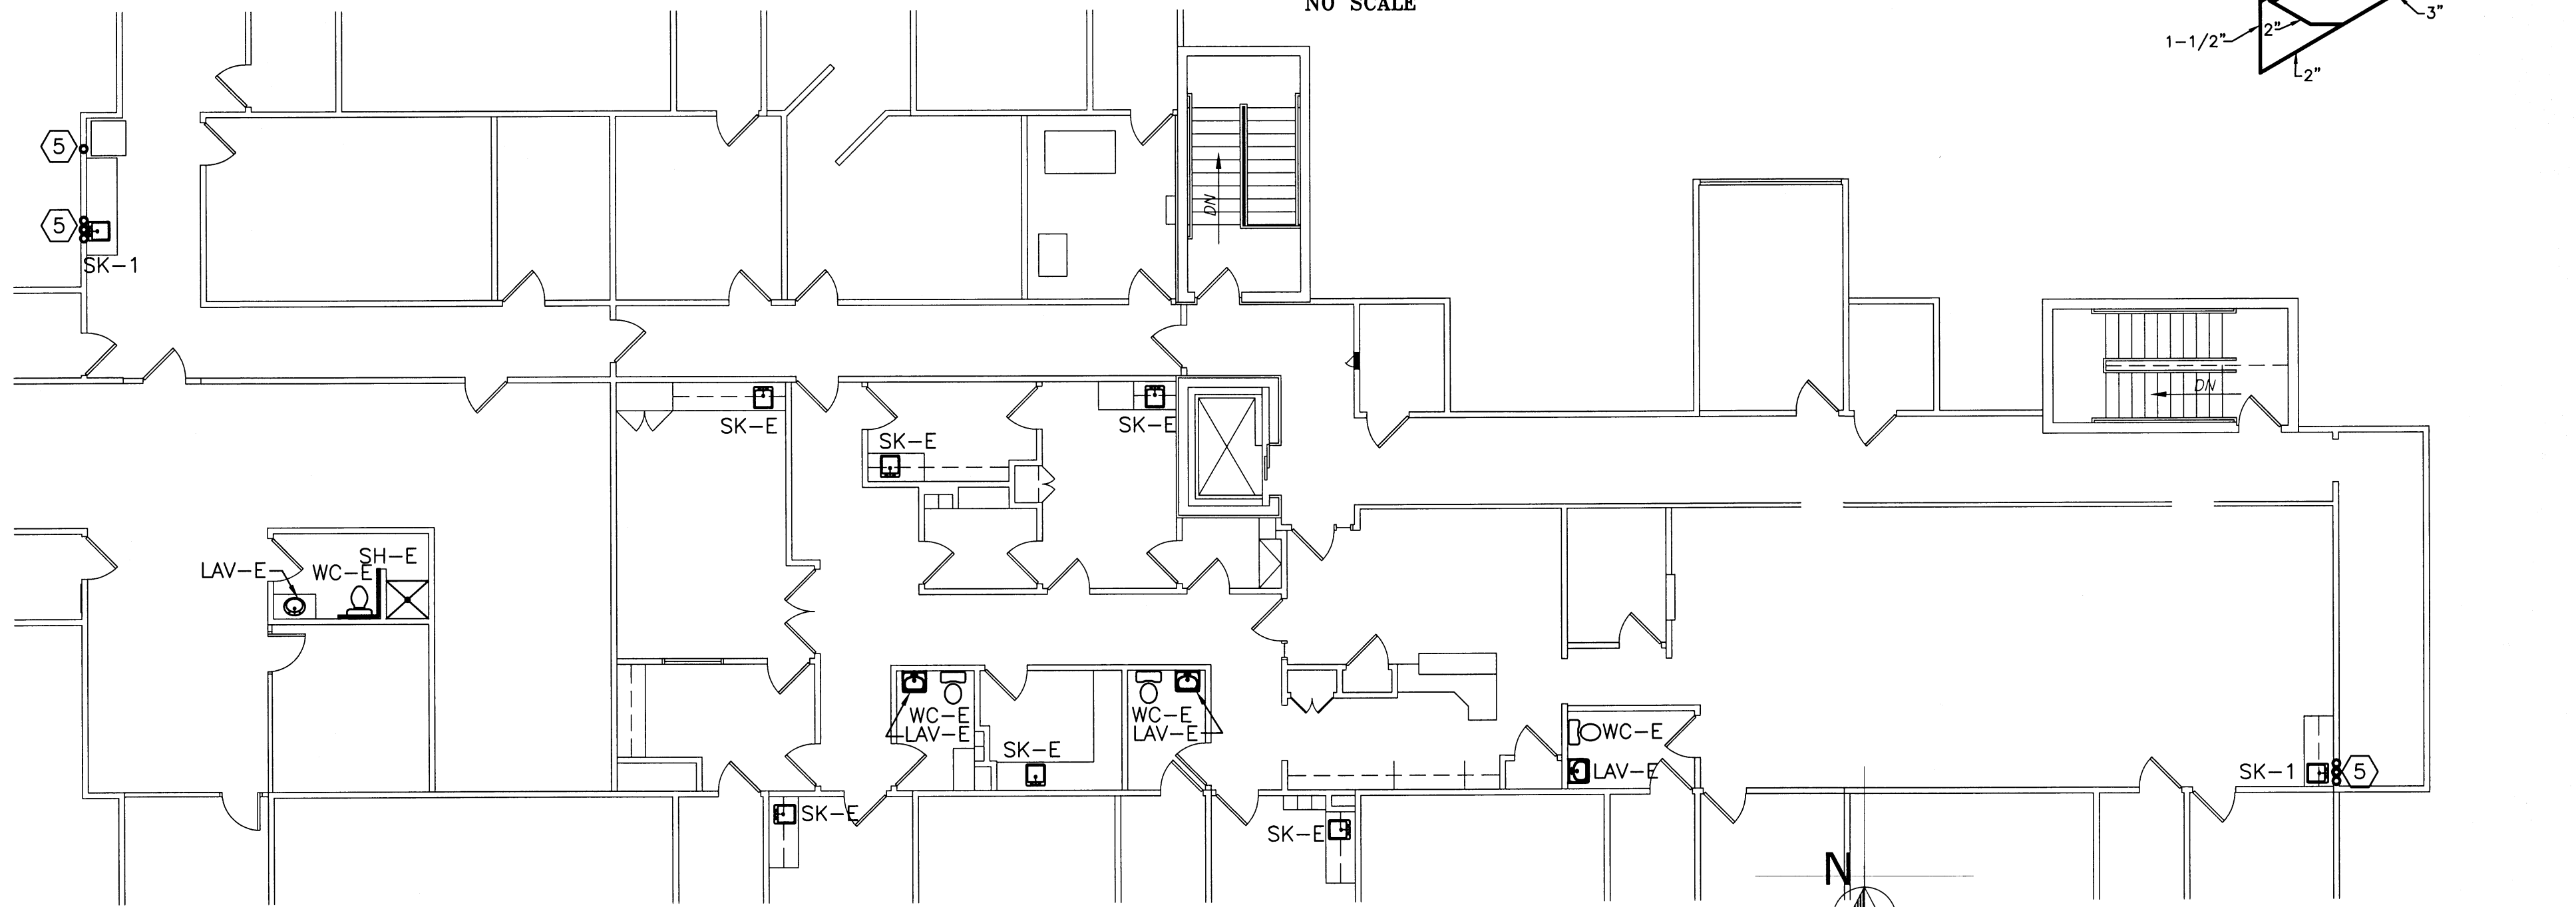 NO SCALE
3"
1-1/2"
2"
2"
5
5
SK-1
DN
DN
SK-E
SK-E
SK-E
SH-E
LAV-E
WC-E
WC-E
LAV-E
WC-E
LAV-E
SK-E
WC-E
LAV-E
SK-1
5
SK-E
SK-E
N